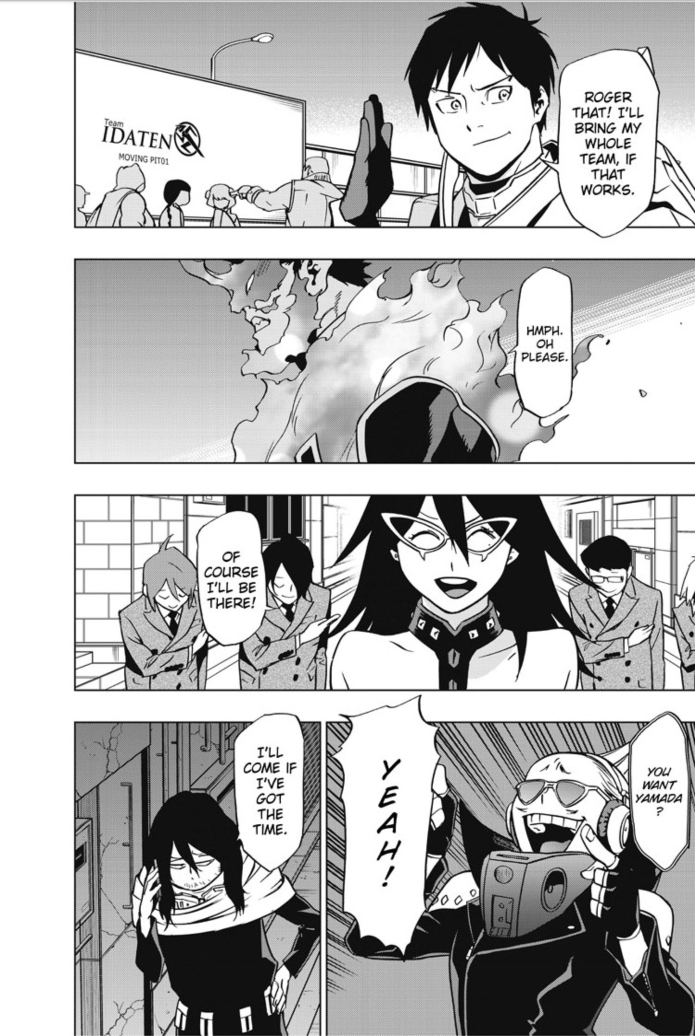 ROGER
THAT! I'LL
BRING MY
WHOLE
TEAM, IF
THAT
WORKS.
Team
IDATEN
MOVING PIT01
HMPH.
OH
PLEASE.
OF
COURSE
I'LL BE
THERE!
YOU
WANT
YAMADA
?
YEAH!
I'LL
COME IF
I'VE
GOT
THE
TIME.